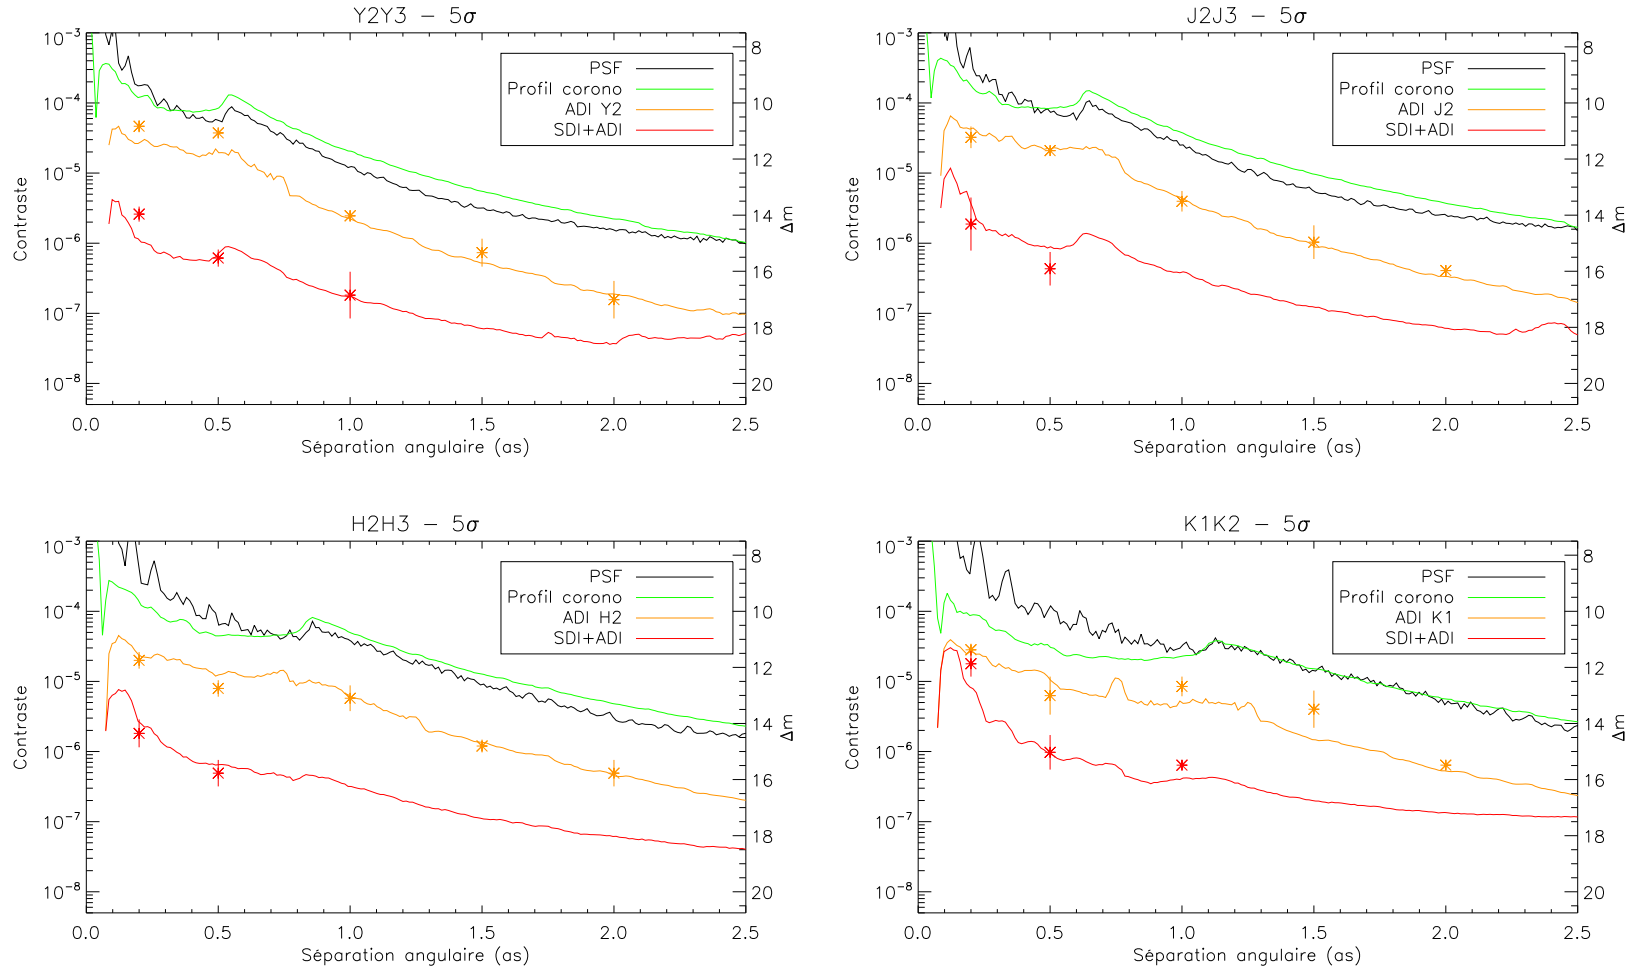 Y2Y3 – 5σ
Contraste
10⁻³
10⁻⁴
10⁻⁵
10⁻⁶
10⁻⁷
10⁻⁸
PSF
Profil corono
ADI Y2
SDI+ADI
8
10
12
14
16
18
20
Δm
0.0 0.5 1.0 1.5 2.0 2.5
Séparation angulaire (as)
J2J3 – 5σ
Contraste
10⁻³
10⁻⁴
10⁻⁵
10⁻⁶
10⁻⁷
10⁻⁸
PSF
Profil corono
ADI J2
SDI+ADI
8
10
12
14
16
18
20
Δm
0.0 0.5 1.0 1.5 2.0 2.5
Séparation angulaire (as)
H2H3 – 5σ
Contraste
10⁻³
10⁻⁴
10⁻⁵
10⁻⁶
10⁻⁷
10⁻⁸
PSF
Profil corono
ADI H2
SDI+ADI
8
10
12
14
16
18
20
Δm
0.0 0.5 1.0 1.5 2.0 2.5
Séparation angulaire (as)
K1K2 – 5σ
Contraste
10⁻³
10⁻⁴
10⁻⁵
10⁻⁶
10⁻⁷
10⁻⁸
PSF
Profil corono
ADI K1
SDI+ADI
8
10
12
14
16
18
20
Δm
0.0 0.5 1.0 1.5 2.0 2.5
Séparation angulaire (as)